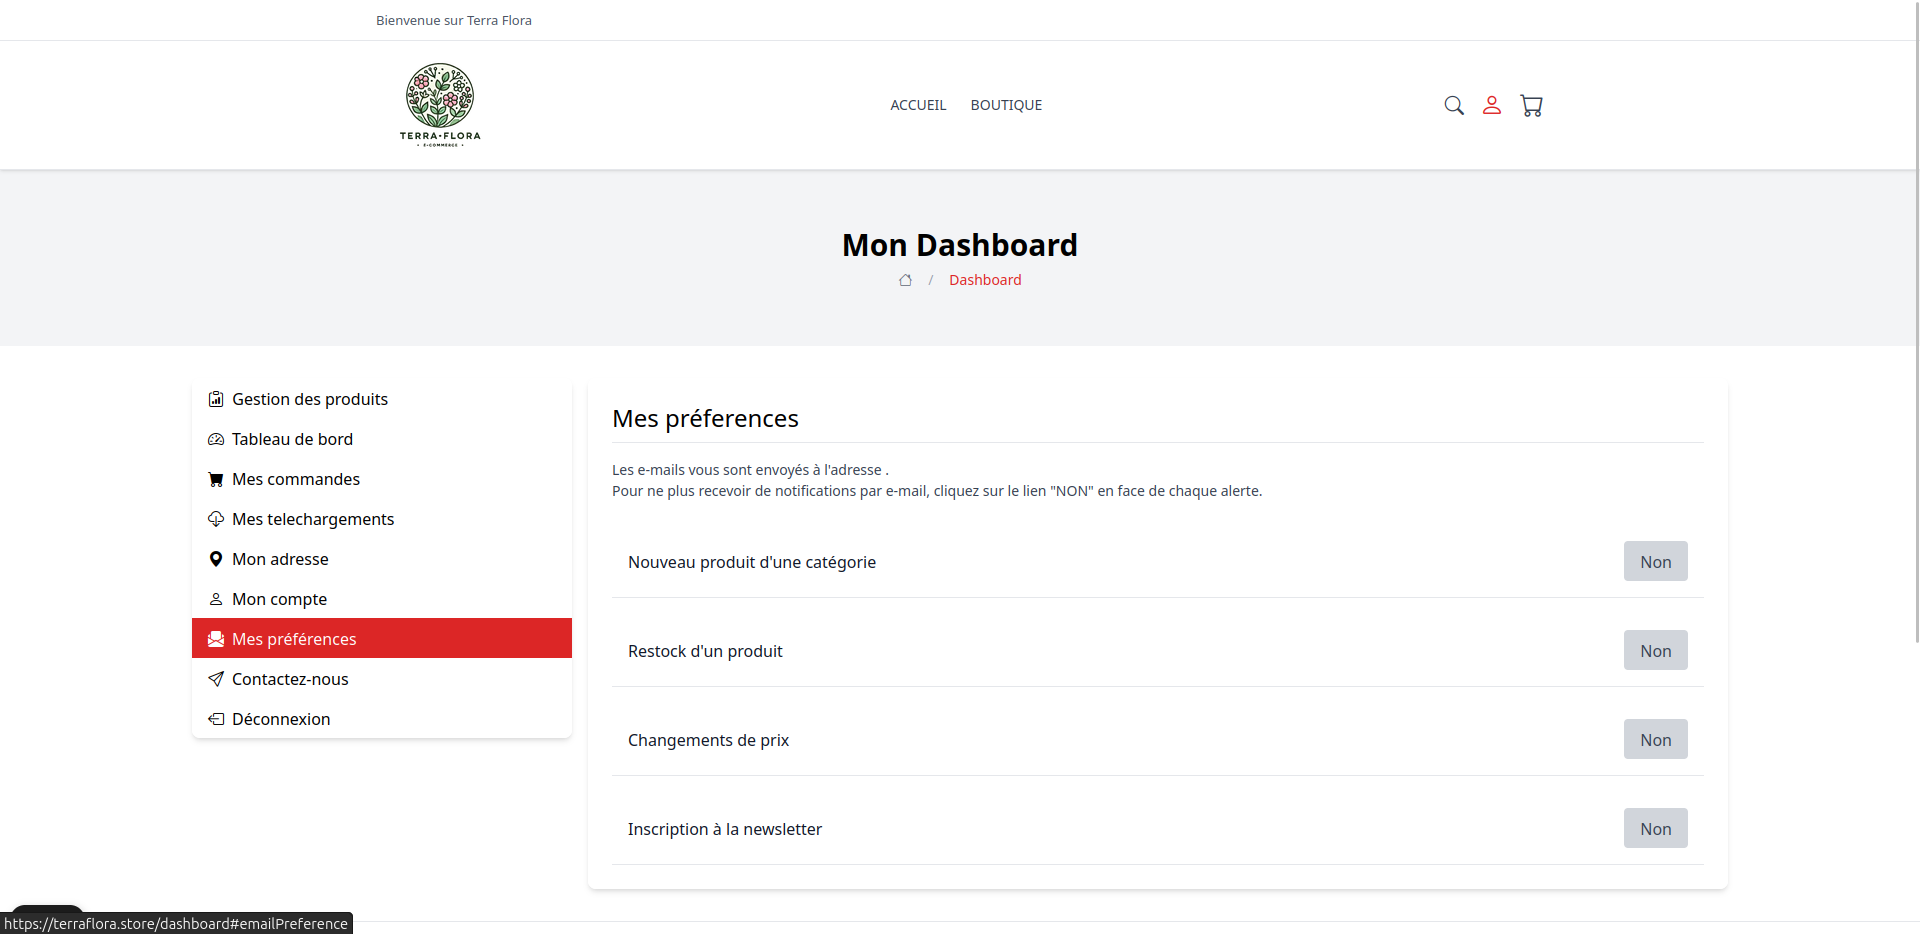 Bienvenue sur Terra Flora
TERRA•FLORA
• E-COMMERCE •
ACCUEIL BOUTIQUE
Mon Dashboard
/ Dashboard
Gestion des produits
Tableau de bord
Mes commandes
Mes telechargements
Mon adresse
Mon compte
Mes préférences
Contactez-nous
Déconnexion
Mes préferences
Les e-mails vous sont envoyés à l'adresse .
Pour ne plus recevoir de notifications par e-mail, cliquez sur le lien "NON" en face de chaque alerte.
Nouveau produit d'une catégorie Non
Restock d'un produit Non
Changements de prix Non
Inscription à la newsletter Non
https://terraflora.store/dashboard#emailPreference